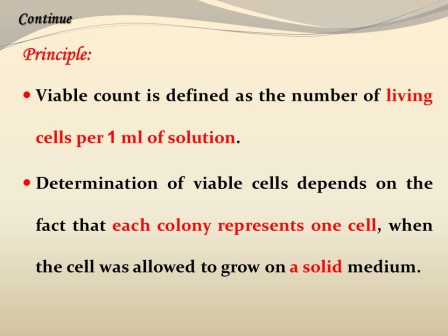 Continue
Principle:
• Viable count is defined as the number of living
cells per 1 ml of solution.
• Determination of viable cells depends on the
fact that each colony represents one cell, when
the cell was allowed to grow on a solid medium.